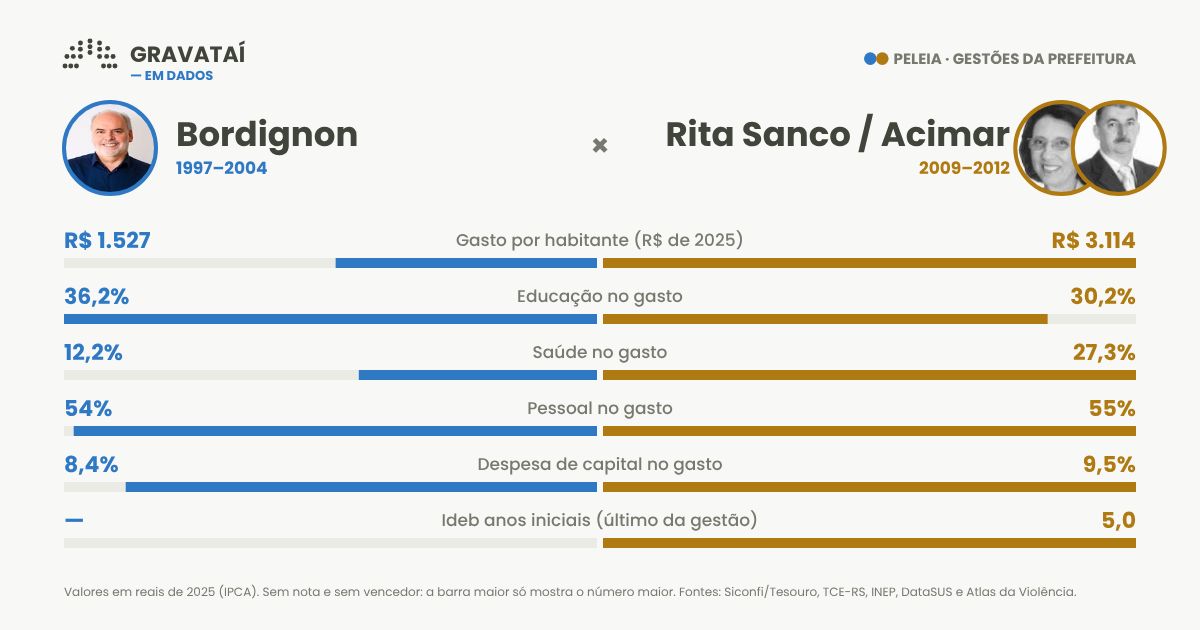 GRAVATAÍ
— EM DADOS
PELEIA · GESTÕES DA PREFEITURA
Bordignon
1997–2004
×
Rita Sanco / Acimar
2009–2012
R$ 1.527 Gasto por habitante (R$ de 2025) R$ 3.114
36,2% Educação no gasto 30,2%
12,2% Saúde no gasto 27,3%
54% Pessoal no gasto 55%
8,4% Despesa de capital no gasto 9,5%
— Ideb anos iniciais (último da gestão) 5,0
Valores em reais de 2025 (IPCA). Sem nota e sem vencedor: a barra maior só mostra o número maior. Fontes: Siconfi/Tesouro, TCE-RS, INEP, DataSUS e Atlas da Violência.